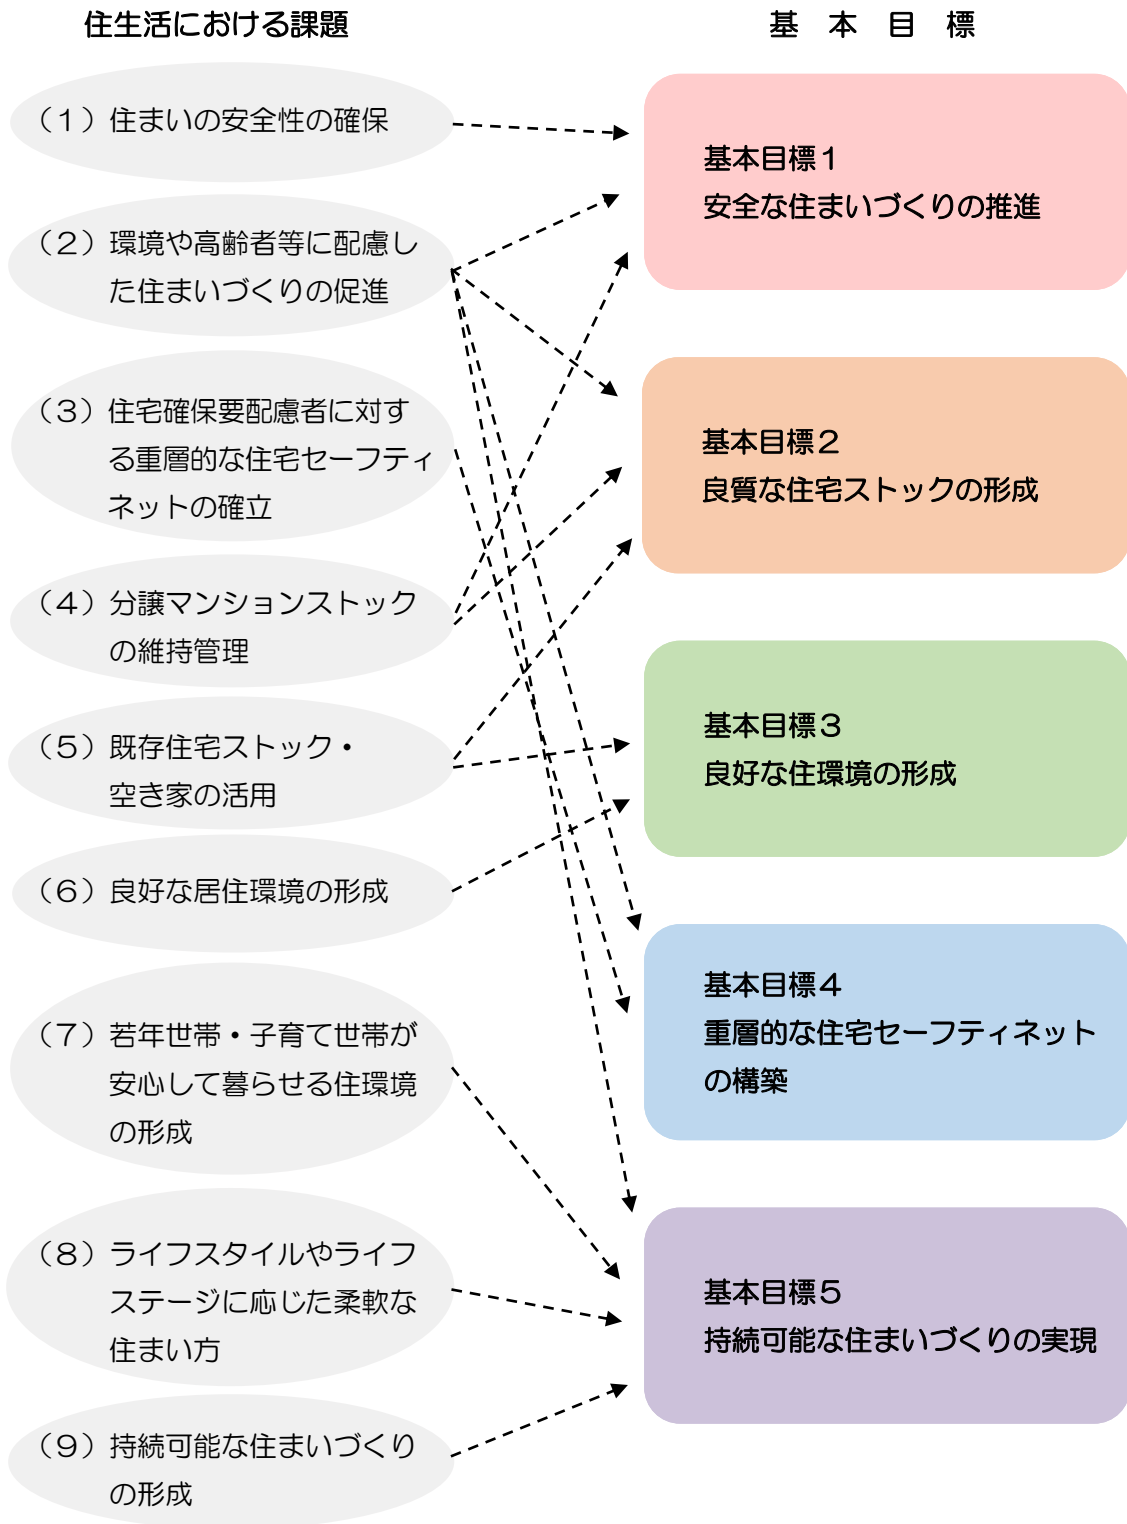 住生活における課題
（１）住まいの安全性の確保
（２）環境や高齢者等に配慮し
た住まいづくりの促進
（３）住宅確保要配慮者に対す
る重層的な住宅セーフティ
ネットの確立
（４）分譲マンションストック
の維持管理
（５）既存住宅ストック・
空き家の活用
（６）良好な居住環境の形成
（７）若年世帯・子育て世帯が
安心して暮らせる住環境
の形成
（８）ライフスタイルやライフ
ステージに応じた柔軟な
住まい方
（９）持続可能な住まいづくり
の形成
基　本　目　標
基本目標１
安全な住まいづくりの推進
基本目標２
良質な住宅ストックの形成
基本目標３
良好な住環境の形成
基本目標４
重層的な住宅セーフティネット
の構築
基本目標５
持続可能な住まいづくりの実現